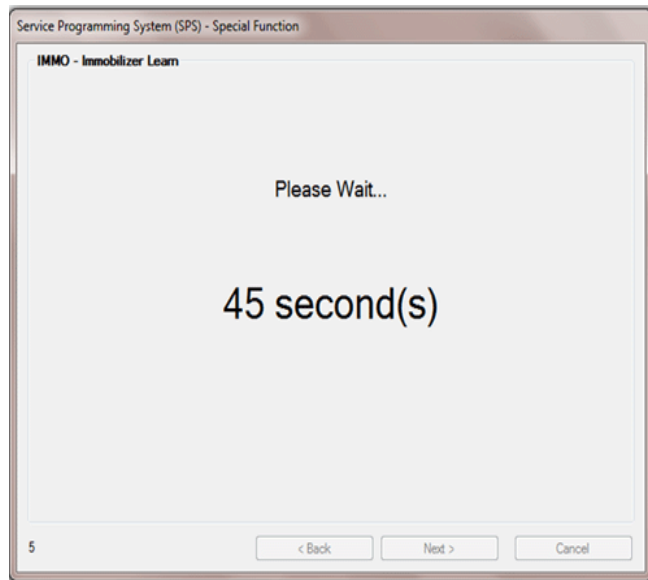 Service Programming System (SPS) - Special Function
IMMO - Immobilizer Learn
Please Wait...
45 second(s)
5
< Back
Next >
Cancel